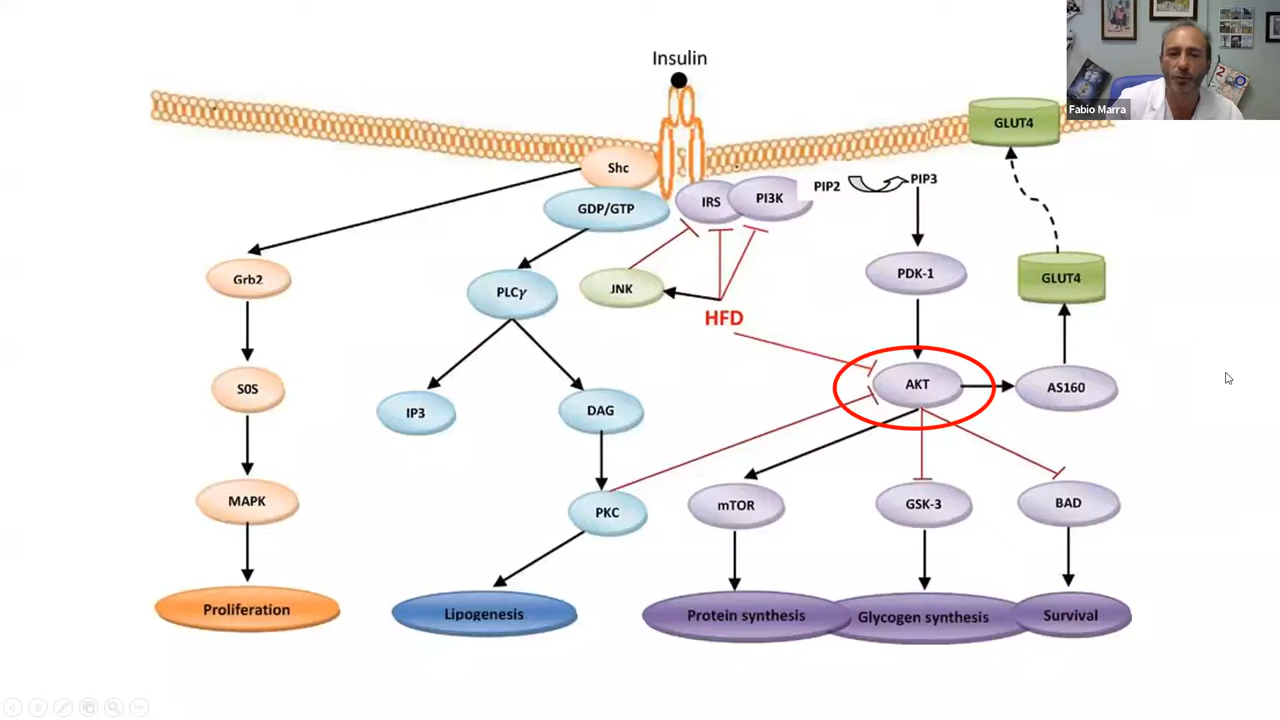 Insulin
Fabio Marra
GLUT4
Shc
GDP/GTP
IRS
PI3K
PIP2
PIP3
Grb2
PLCγ
JNK
HFD
PDK-1
GLUT4
S0S
IP3
DAG
AKT
AS160
MAPK
PKC
mTOR
GSK-3
BAD
Proliferation
Lipogenesis
Protein synthesis
Glycogen synthesis
Survival